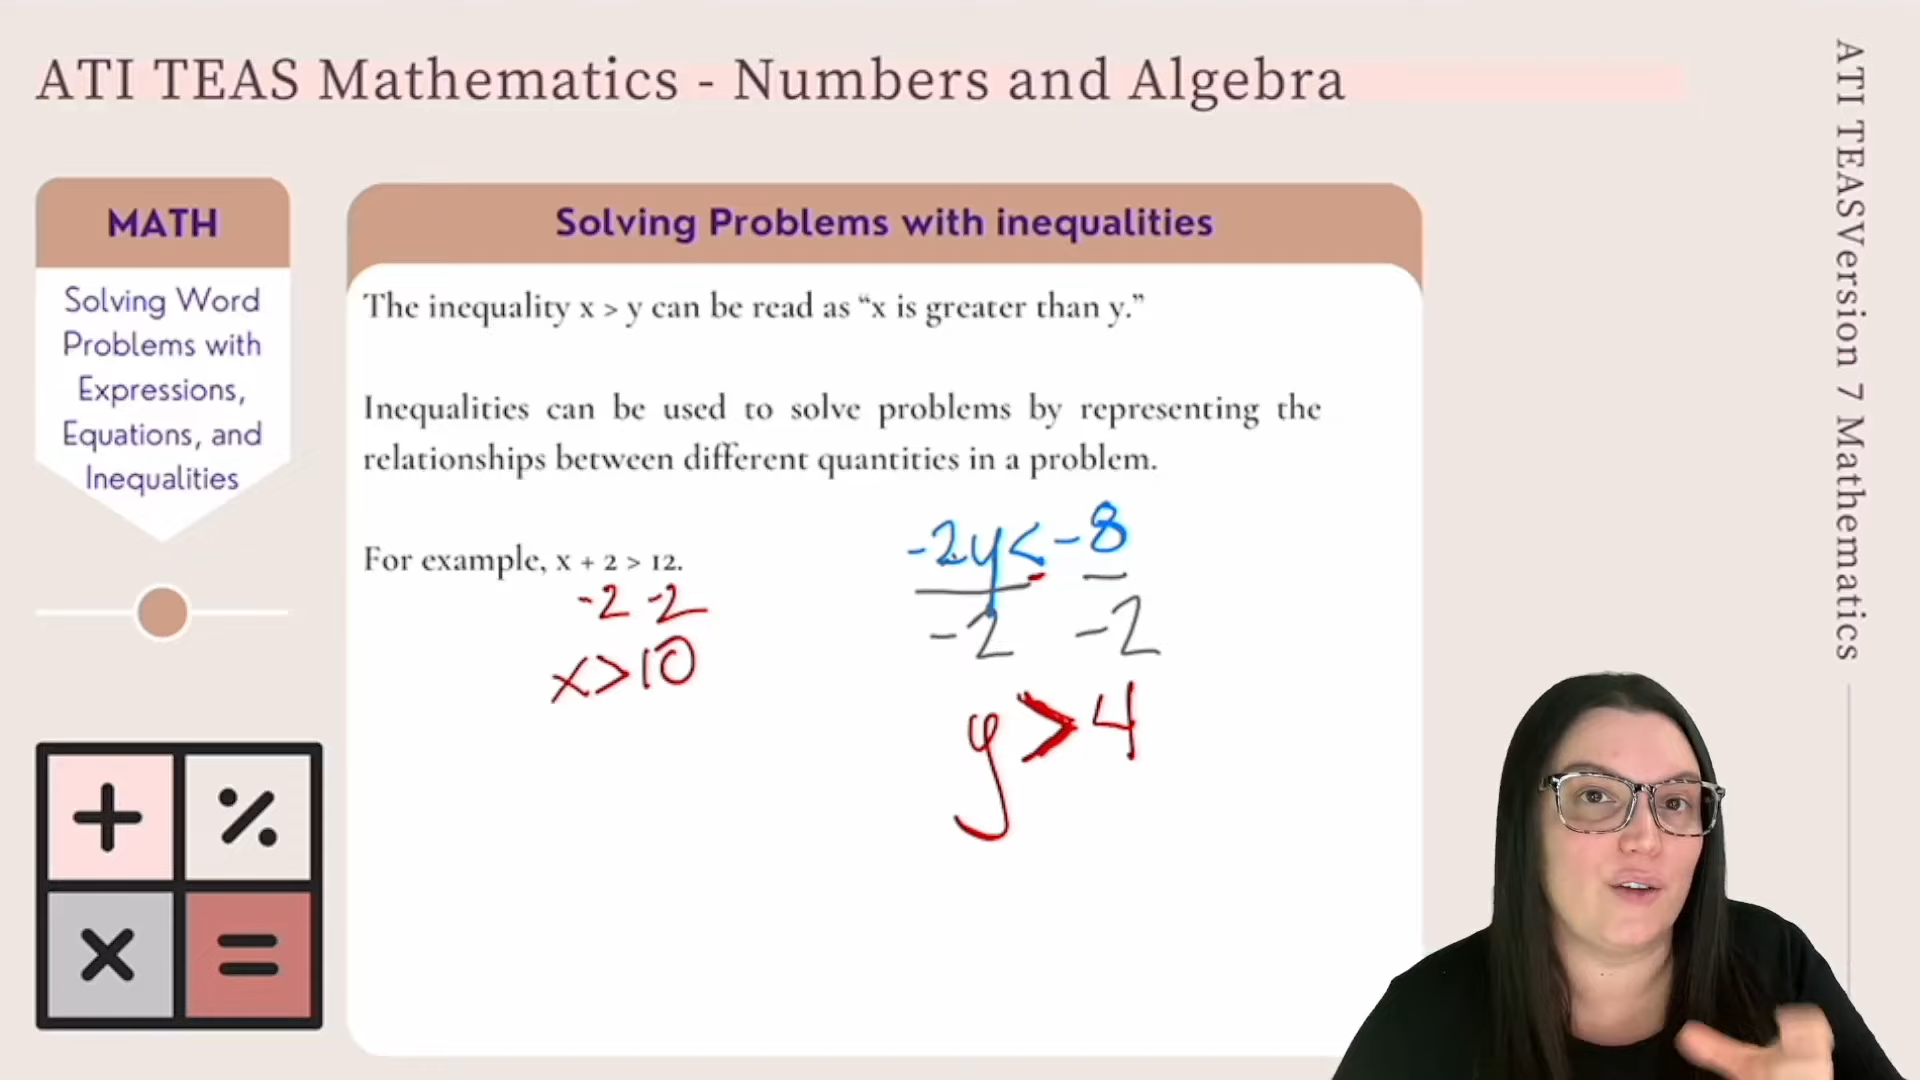 ATI TEAS Mathematics - Numbers and Algebra
MATH
Solving Word
Problems with
Expressions,
Equations, and
Inequalities
Solving Problems with inequalities
The inequality x > y can be read as “x is greater than y.”
Inequalities can be used to solve problems by representing the
relationships between different quantities in a problem.
For example, x + 2 > 12.
-2 -2
x>10
-2y<-8
-2 -2
y>4
+ %
× =
ATI TEASVersion 7 Mathematics